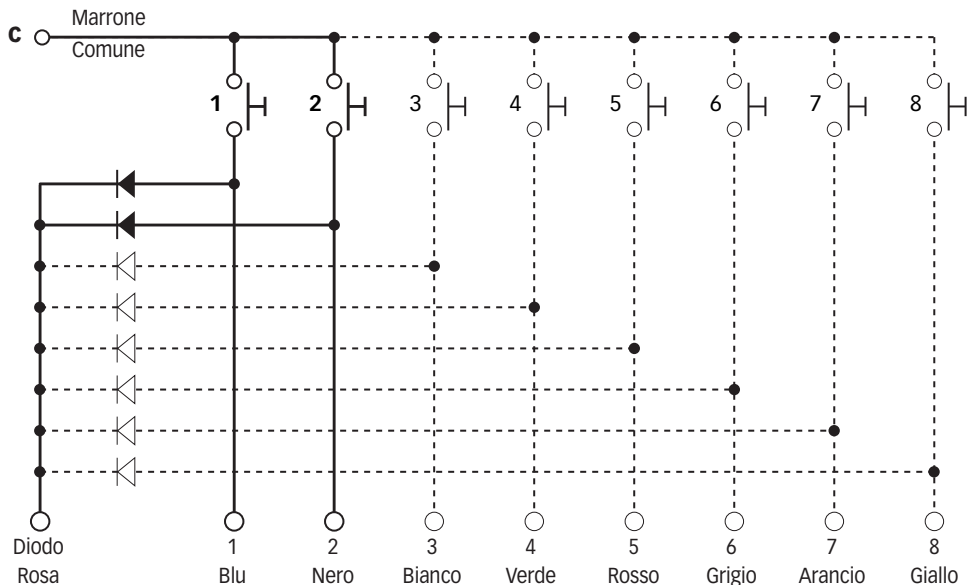 Marrone
C
Comune
1 2 3 4 5 6 7 8
Diodo 1 2 3 4 5 6 7 8
Rosa Blu Nero Bianco Verde Rosso Grigio Arancio Giallo